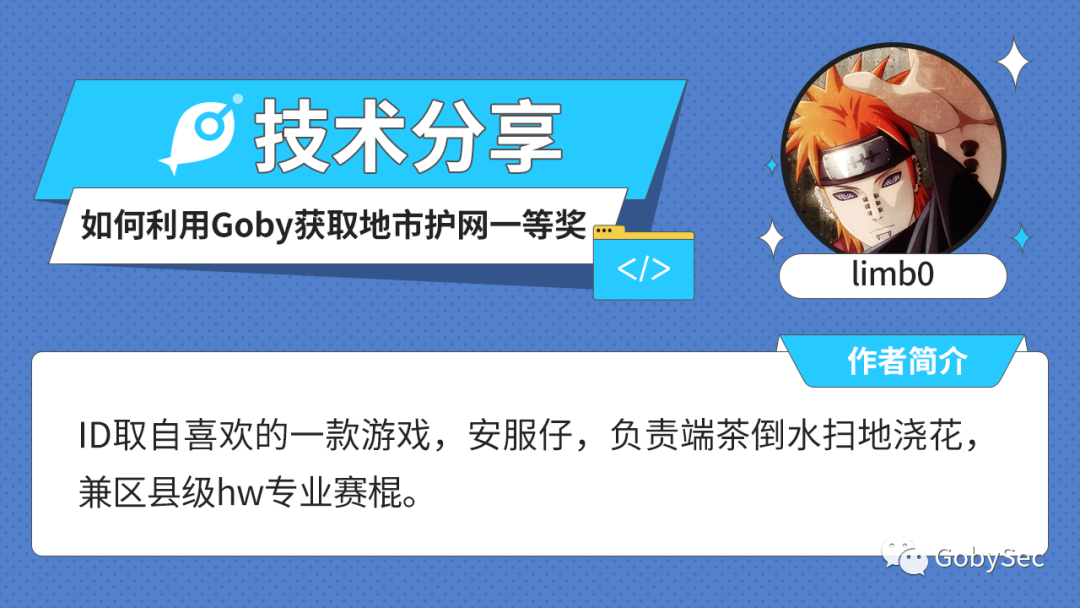 技术分享
如何利用Goby获取地市护网一等奖
</>
limb0
作者简介
ID取自喜欢的一款游戏，安服仔，负责端茶倒水扫地浇花，
兼区县级hw专业赛棍。
GobySec